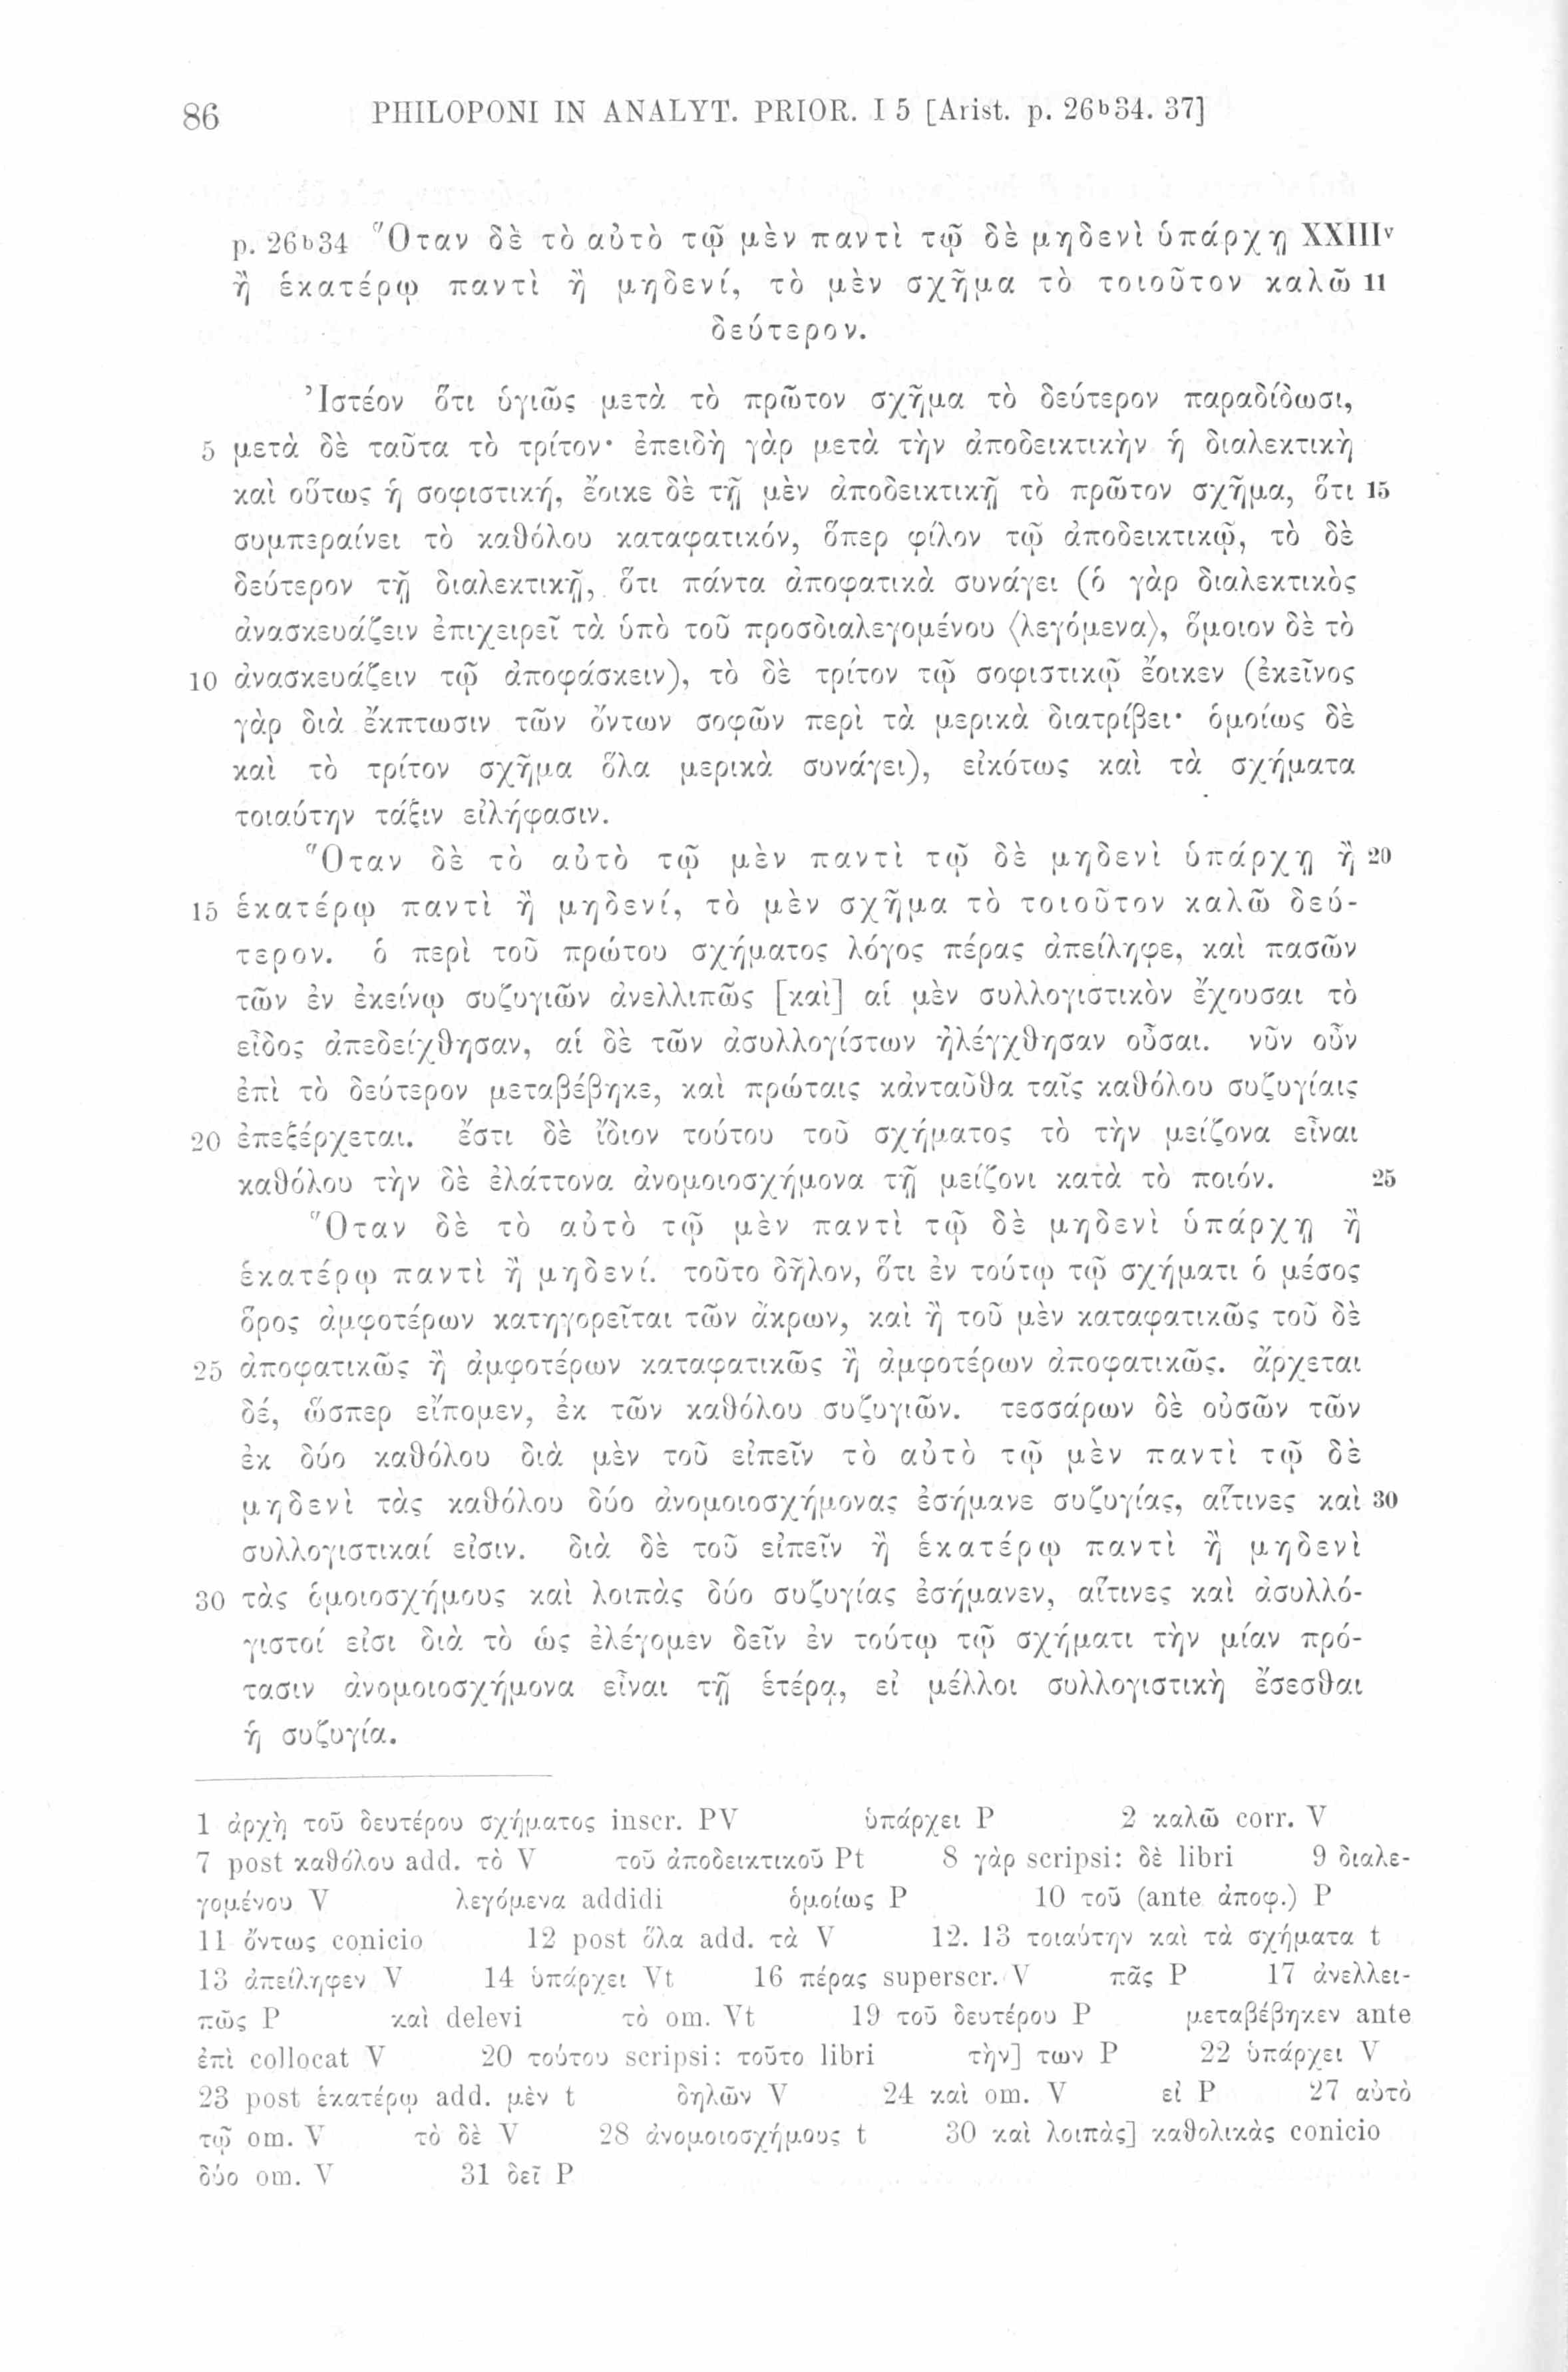 86 PHILOPONI IN ANALYT. PRIOR. I 5 [Arist. p. 26b34. 37]
p. 26b34 Ὅταν δὲ τὸ αὐτὸ τῷ μὲν παντὶ τῷ δὲ μηδενὶ ὑπάρχῃ XXIIIv
ἢ ἑκατέρῳ παντὶ ἢ μηδενί, τὸ μὲν σχῆμα τὸ τοιοῦτον καλῶ 11
δεύτερον.
Ἰστέον ὅτι ὑγιῶς μετὰ τὸ πρῶτον σχῆμα τὸ δεύτερον παραδίδωσι,
5 μετὰ δὲ ταῦτα τὸ τρίτον· ἐπειδὴ γὰρ μετὰ τὴν ἀποδεικτικὴν ἡ διαλεκτικὴ
καὶ οὕτως ἡ σοφιστική, ἔοικε δὲ τῇ μὲν ἀποδεικτικῇ τὸ πρῶτον σχῆμα, ὅτι 15
συμπεραίνει τὸ καθόλου καταφατικόν, ὅπερ φίλον τῷ ἀποδεικτικῷ, τὸ δὲ
δεύτερον τῇ διαλεκτικῇ, ὅτι πάντα ἀποφατικὰ συνάγει (ὁ γὰρ διαλεκτικὸς
ἀνασκευάζειν ἐπιχειρεῖ τὰ ὑπὸ τοῦ προσδιαλεγομένου ⟨λεγόμενα⟩, ὅμοιον δὲ τὸ
10 ἀνασκευάζειν τῷ ἀποφάσκειν), τὸ δὲ τρίτον τῷ σοφιστικῷ ἔοικεν (ἐκεῖνος
γὰρ διὰ ἔκπτωσιν τῶν ὄντων σοφῶν περὶ τὰ μερικὰ διατρίβει· ὁμοίως δὲ
καὶ τὸ τρίτον σχῆμα ὅλα μερικὰ συνάγει), εἰκότως καὶ τὰ σχήματα
τοιαύτην τάξιν εἰλήφασιν.
Ὅταν δὲ τὸ αὐτὸ τῷ μὲν παντὶ τῷ δὲ μηδενὶ ὑπάρχῃ ἢ 20
15 ἑκατέρῳ παντὶ ἢ μηδενί, τὸ μὲν σχῆμα τὸ τοιοῦτον καλῶ δεύ-
τερον. ὁ περὶ τοῦ πρώτου σχήματος λόγος πέρας ἀπείληφε, καὶ πασῶν
τῶν ἐν ἐκείνῳ συζυγιῶν ἀνελλιπῶς [καὶ] αἱ μὲν συλλογιστικὸν ἔχουσαι τὸ
εἶδος ἀπεδείχθησαν, αἱ δὲ τῶν ἀσυλλογίστων ἠλέγχθησαν οὖσαι. νῦν οὖν
ἐπὶ τὸ δεύτερον μεταβέβηκε, καὶ πρώταις κἀνταῦθα ταῖς καθόλου συζυγίαις
20 ἐπεξέρχεται. ἔστι δὲ ἴδιον τούτου τοῦ σχήματος τὸ τὴν μείζονα εἶναι
καθόλου τὴν δὲ ἐλάττονα ἀνομοιοσχήμονα τῇ μείζονι κατὰ τὸ ποιόν. 25
Ὅταν δὲ τὸ αὐτὸ τῷ μὲν παντὶ τῷ δὲ μηδενὶ ὑπάρχῃ ἢ
ἑκατέρῳ παντὶ ἢ μηδενί. τοῦτο δῆλον, ὅτι ἐν τούτῳ τῷ σχήματι ὁ μέσος
ὅρος ἀμφοτέρων κατηγορεῖται τῶν ἄκρων, καὶ ἢ τοῦ μὲν καταφατικῶς τοῦ δὲ
25 ἀποφατικῶς ἢ ἀμφοτέρων καταφατικῶς ἢ ἀμφοτέρων ἀποφατικῶς. ἄρχεται
δέ, ὥσπερ εἴπομεν, ἐκ τῶν καθόλου συζυγιῶν. τεσσάρων δὲ οὐσῶν τῶν
ἐκ δύο καθόλου διὰ μὲν τοῦ εἰπεῖν τὸ αὐτὸ τῷ μὲν παντὶ τῷ δὲ
μηδενὶ τὰς καθόλου δύο ἀνομοιοσχήμονας ἐσήμανε συζυγίας, αἵτινες καὶ 30
συλλογιστικαί εἰσιν. διὰ δὲ τοῦ εἰπεῖν ἢ ἑκατέρῳ παντὶ ἢ μηδενὶ
30 τὰς ὁμοιοσχήμους καὶ λοιπὰς δύο συζυγίας ἐσήμανεν, αἵτινες καὶ ἀσυλλό-
γιστοί εἰσι διὰ τὸ ὡς ἐλέγομεν δεῖν ἐν τούτῳ τῷ σχήματι τὴν μίαν πρό-
τασιν ἀνομοιοσχήμονα εἶναι τῇ ἑτέρᾳ, εἰ μέλλοι συλλογιστικὴ ἔσεσθαι
ἡ συζυγία.
1 ἀρχὴ τοῦ δευτέρου σχήματος inscr. PV ὑπάρχει P 2 καλῶ corr. V
7 post καθόλου add. τὸ V τοῦ ἀποδεικτικοῦ Pt 8 γὰρ scripsi: δὲ libri 9 διαλε-
γομένου V λεγόμενα addidi ὁμοίως P 10 τοῦ (ante ἀποφ.) P
11 ὄντως conicio 12 post ὅλα add. τὰ V 12. 13 τοιαύτην καὶ τὰ σχήματα t
13 ἀπείληφεν V 14 ὑπάρχει Vt 16 πέρας superscr. V πᾶς P 17 ἀνελλει-
πῶς P καὶ delevi τὸ om. Vt 19 τοῦ δευτέρου P μεταβέβηκεν ante
ἐπὶ collocat V 20 τούτου scripsi: τοῦτο libri τὴν] των P 22 ὑπάρχει V
23 post ἑκατέρῳ add. μὲν t δηλῶν V 24 καὶ om. V εἰ P 27 αὐτὸ
τῷ om. V τὸ δὲ V 28 ἀνομοιοσχήμους t 30 καὶ λοιπὰς] καθολικὰς conicio
δύο om. V 31 δεῖ P